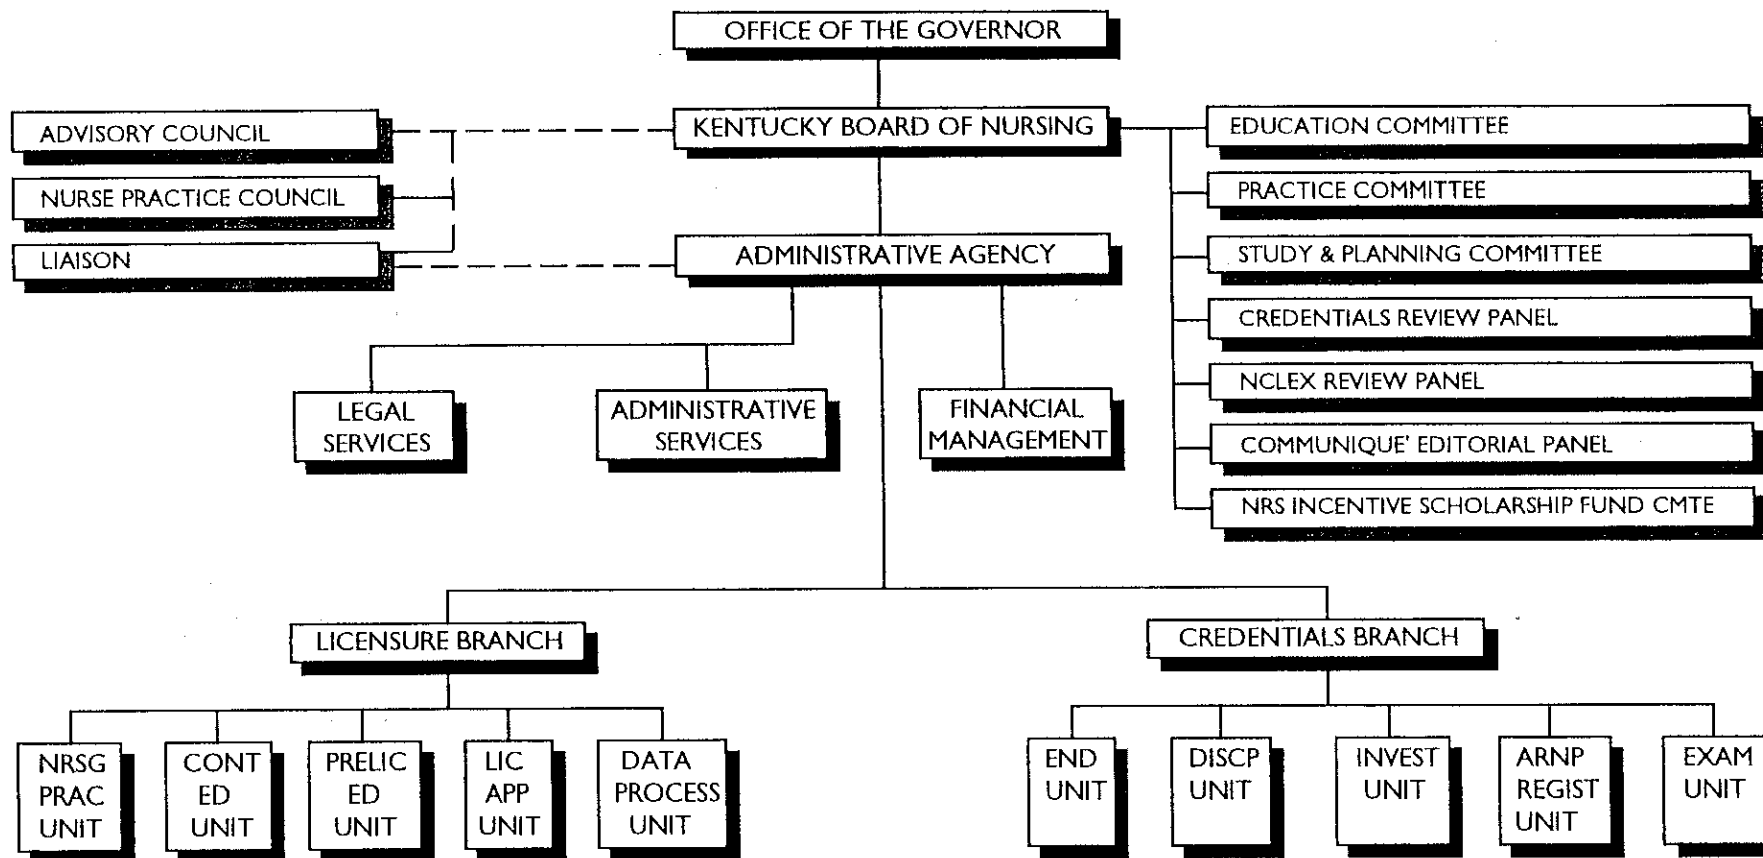 OFFICE OF THE GOVERNOR
ADVISORY COUNCIL
KENTUCKY BOARD OF NURSING
EDUCATION COMMITTEE
NURSE PRACTICE COUNCIL
PRACTICE COMMITTEE
LIAISON
ADMINISTRATIVE AGENCY
STUDY & PLANNING COMMITTEE
CREDENTIALS REVIEW PANEL
NCLEX REVIEW PANEL
COMMUNIQUE' EDITORIAL PANEL
NRS INCENTIVE SCHOLARSHIP FUND CMTE
LEGAL
SERVICES
ADMINISTRATIVE
SERVICES
FINANCIAL
MANAGEMENT
LICENSURE BRANCH
CREDENTIALS BRANCH
NRSG
PRAC
UNIT
CONT
ED
UNIT
PRELIC
ED
UNIT
LIC
APP
UNIT
DATA
PROCESS
UNIT
END
UNIT
DISCP
UNIT
INVEST
UNIT
ARNP
REGIST
UNIT
EXAM
UNIT